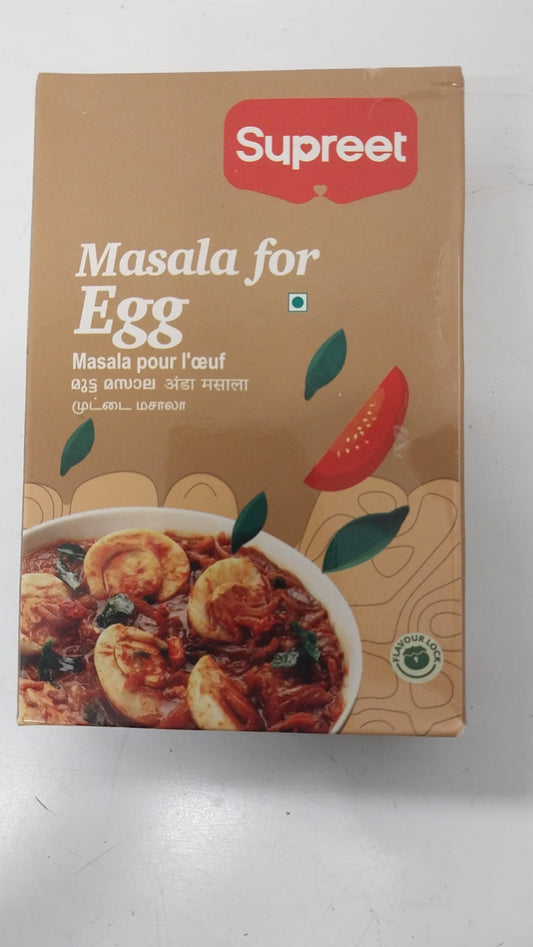 Supreet
Masala for
Egg
Masala pour l'œuf
മുട്ട മസാല अंडा मसाला
முட்டை மசாலா
FLAVOUR LOCK